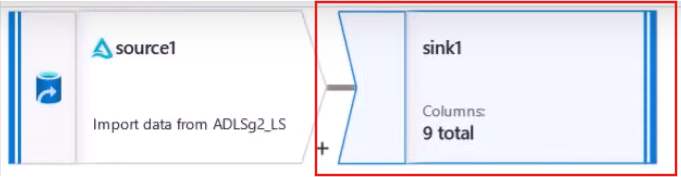 source1
Import data from ADLSg2_LS
+
sink1
Columns:
9 total